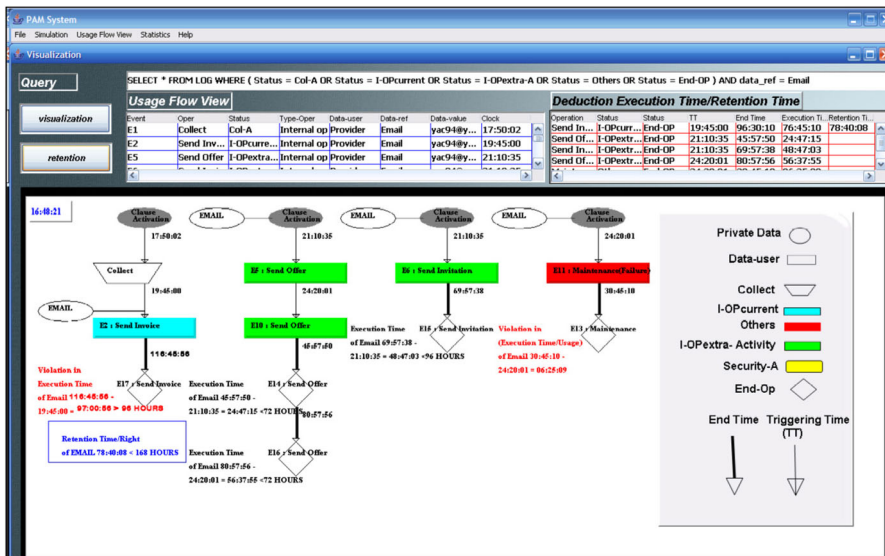 PAM System
File Simulation Usage Flow View Statistics Help
Visualization
Query
SELECT * FROM LOG WHERE ( Status = Col-A OR Status = I-OPcurrent OR Status = I-OPextra-A OR Status = Others OR Status = End-OP ) AND data_ref = Email
visualization
retention
Usage Flow View
Event Oper Status Type-Oper Data-user Data-ref Data-value Clock
E1 Collect Col-A Internal op Provider Email yac94@y... 17:50:02
E2 Send Inv... I-OPcurre... Internal op Provider Email yac94@y... 19:45:00
E5 Send Offer I-OPextra... Internal op Provider Email yac94@y... 21:10:35
Deduction Execution Time/Retention Time
Operation Status Status TT End Time Execution Ti... Retention Ti...
Send In... I-OPcurr... End-OP 19:45:00 96:30:10 76:45:10 78:40:08
Send Of... I-OPextr... End-OP 21:10:35 45:57:50 24:47:15
Send In... I-OPextr... End-OP 21:10:35 69:57:38 48:47:03
Send Of... I-OPextr... End-OP 24:20:01 80:57:56 56:37:55
16:48:21
Clause Activation
17:50:02
Collect
19:45:00
EMAIL
E2 : Send Invoice
116:45:56
E17 : Send Invoice
Violation in
Execution Time
of Email 116:45:56 -
19:45:00 = 97:00:56 > 96 HOURS
Retention Time/Right
of EMAIL 78:40:08 < 168 HOURS
EMAIL
Clause Activation
21:10:35
E5 : Send Offer
24:20:01
E10 : Send Offer
45:57:50
E14 : Send Offer
Execution Time
of Email 45:57:50 -
21:10:35 = 24:47:15 <72 HOURS
80:57:56
E16 : Send Offer
Execution Time
of Email 80:57:56 -
24:20:01 = 56:37:55 <72 HOURS
EMAIL
Clause Activation
21:10:35
E6 : Send Invitation
69:57:38
E15 : Send Invitation
Execution Time
of Email 69:57:38 -
21:10:35 = 48:47:03 <96 HOURS
EMAIL
Clause Activation
24:20:01
E11 : Maintenance(Failure)
30:45:10
E13 : Maintenance
Violation in
(Execution Time/Usage)
of Email 30:45:10 -
24:20:01 = 06:25:09
Private Data
Data-user
Collect
I-OPcurrent
Others
I-OPextra- Activity
Security-A
End-Op
End Time
Triggering Time
(TT)